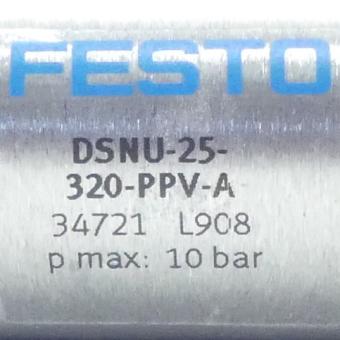 FESTO
DSNU-25-
320-PPV-A
34721 L908
p max: 10 bar